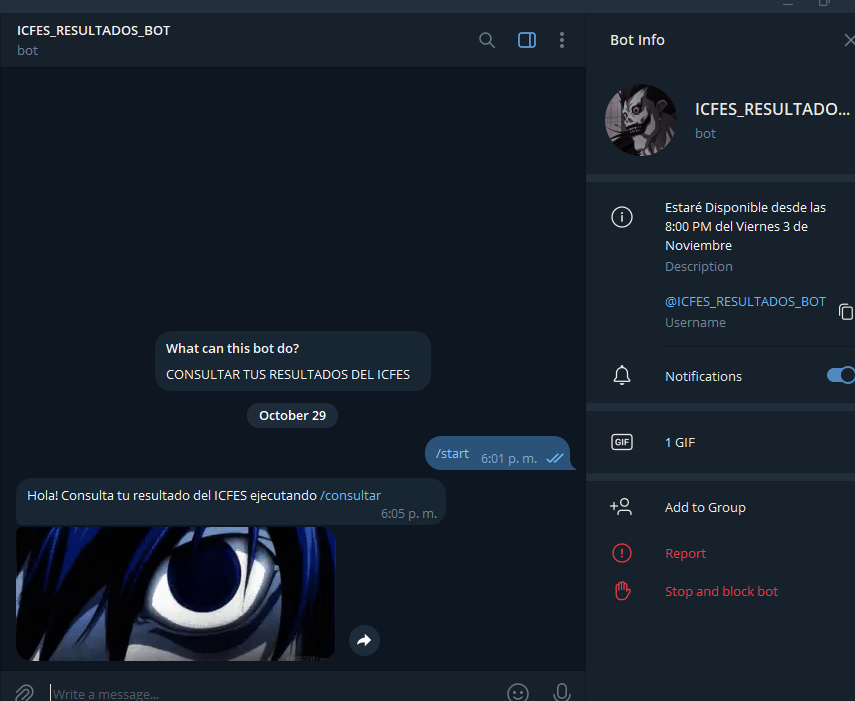 ICFES_RESULTADOS_BOT
bot
What can this bot do?
CONSULTAR TUS RESULTADOS DEL ICFES
October 29
/start
6:01 p. m.
Hola! Consulta tu resultado del ICFES ejecutando /consultar
6:05 p. m.
Write a message...
Bot Info
ICFES_RESULTADO...
bot
Estaré Disponible desde las
8:00 PM del Viernes 3 de
Noviembre
Description
@ICFES_RESULTADOS_BOT
Username
Notifications
GIF
1 GIF
Add to Group
Report
Stop and block bot